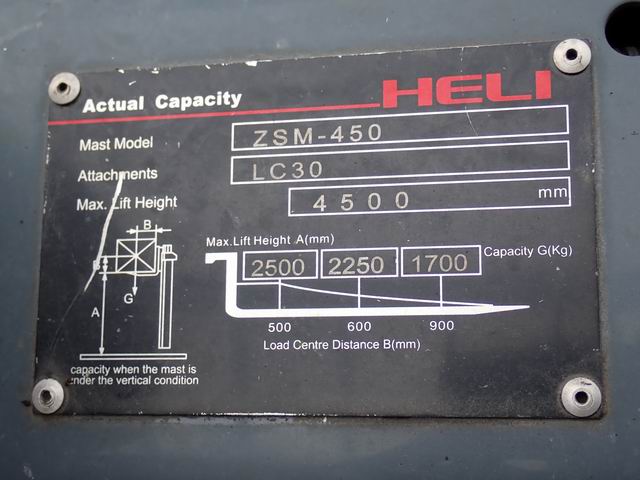 Actual Capacity HELI
Mast Model ZSM-450
Attachments LC30
Max. Lift Height 4500 mm
B
Max.Lift Height A(mm)
2500 2250 1700 Capacity G(Kg)
G
A
500 600 900
Load Centre Distance B(mm)
capacity when the mast is
under the vertical condition